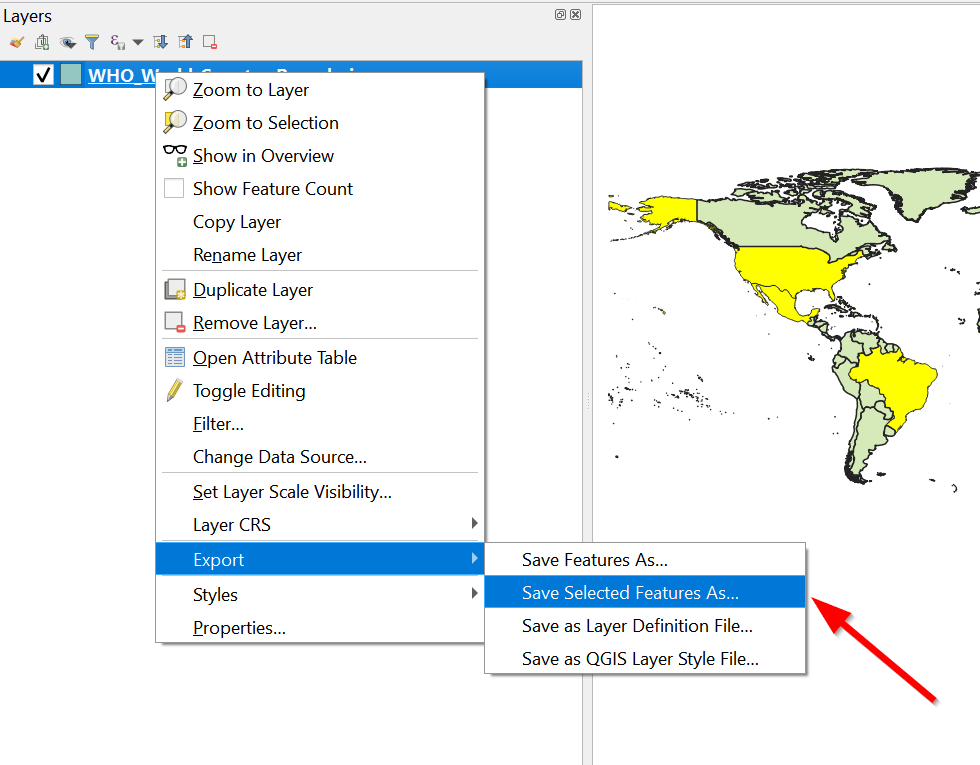 Layers
Zoom to Layer
Zoom to Selection
Show in Overview
Show Feature Count
Copy Layer
Rename Layer
Duplicate Layer
Remove Layer...
Open Attribute Table
Toggle Editing
Filter...
Change Data Source...
Set Layer Scale Visibility...
Layer CRS
Export
Styles
Properties...
Save Features As...
Save Selected Features As...
Save as Layer Definition File...
Save as QGIS Layer Style File...